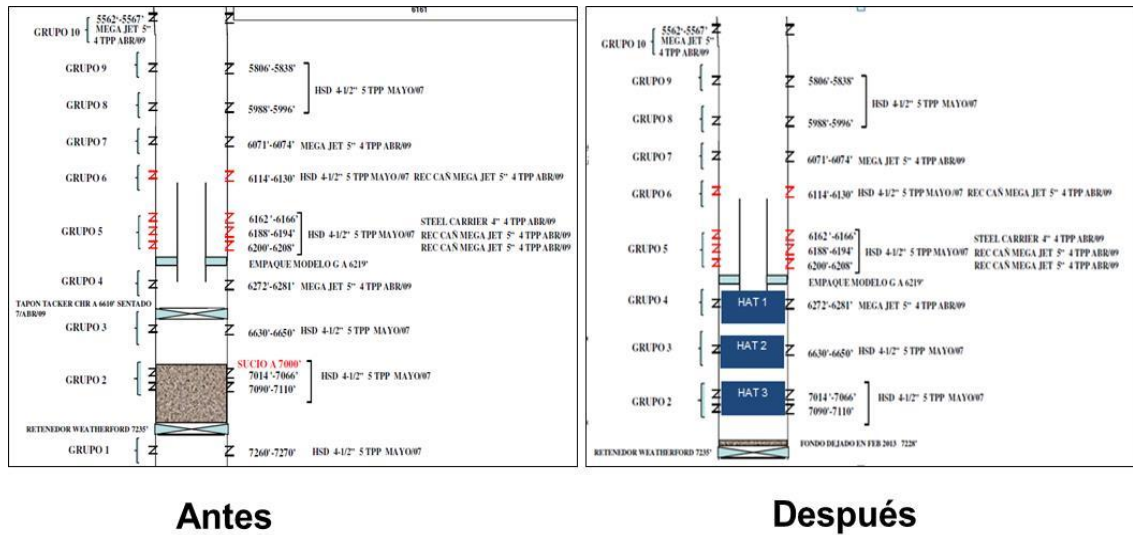 6161
5562'-5567'
GRUPO 10 MEGA JET 5"
4 TPP ABR/09
GRUPO 9 5806'-5838'
HSD 4-1/2" 5 TPP MAYO/07
GRUPO 8 5988'-5996'
GRUPO 7 6071'-6074' MEGA JET 5" 4 TPP ABR/09
GRUPO 6 6114'-6130' HSD 4-1/2" 5 TPP MAYO/07 REC CAÑ MEGA JET 5" 4 TPP ABR/09
6162'-6166' STEEL CARRIER 4" 4 TPP ABR/09
GRUPO 5 6188'-6194' HSD 4-1/2" 5 TPP MAYO/07 REC CAÑ MEGA JET 5" 4 TPP ABR/09
6200'-6208' REC CAÑ MEGA JET 5" 4 TPP ABR/09
EMPAQUE MODELO G A 6219'
GRUPO 4 6272'-6281' MEGA JET 5" 4 TPP ABR/09
TAPON TACKER CHR A 6610' SENTADO
7/ABR/09
GRUPO 3 6630'-6650' HSD 4-1/2" 5 TPP MAYO/07
SUCIO A 7000'
GRUPO 2 7014'-7066' HSD 4-1/2" 5 TPP MAYO/07
7090'-7110'
RETENEDOR WEATHERFORD 7235'
GRUPO 1 7260'-7270' HSD 4-1/2" 5 TPP MAYO/07
Antes
5562'-5567'
GRUPO 10 MEGA JET 5"
4 TPP ABR/09
GRUPO 9 5806'-5838'
HSD 4-1/2" 5 TPP MAYO/07
GRUPO 8 5988'-5996'
GRUPO 7 6071'-6074' MEGA JET 5" 4 TPP ABR/09
GRUPO 6 6114'-6130' HSD 4-1/2" 5 TPP MAYO/07 REC CAÑ MEGA JET 5" 4 TPP ABR/09
6162'-6166' STEEL CARRIER 4" 4 TPP ABR/09
GRUPO 5 6188'-6194' HSD 4-1/2" 5 TPP MAYO/07 REC CAÑ MEGA JET 5" 4 TPP ABR/09
6200'-6208' REC CAÑ MEGA JET 5" 4 TPP ABR/09
EMPAQUE MODELO G A 6219'
GRUPO 4 HAT 1 6272'-6281' MEGA JET 5" 4 TPP ABR/09
GRUPO 3 HAT 2 6630'-6650' HSD 4-1/2" 5 TPP MAYO/07
GRUPO 2 HAT 3 7014'-7066' HSD 4-1/2" 5 TPP MAYO/07
7090'-7110'
FONDO DEJADO EN FEB 2013 7228'
RETENEDOR WEATHERFORD 7235'
Después